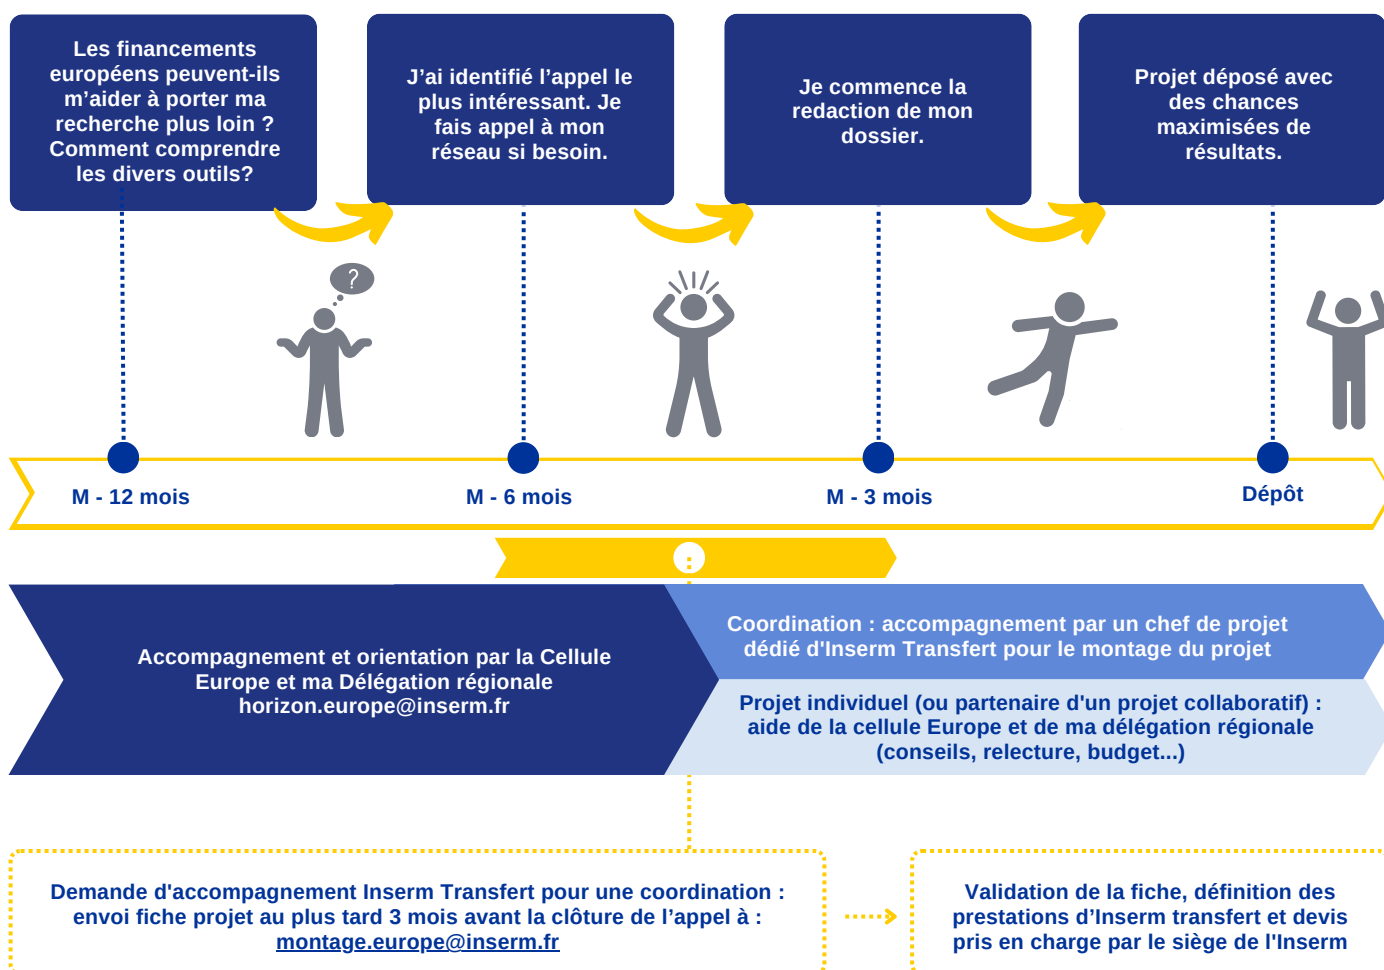 Les financements
européens peuvent-ils
m’aider à porter ma
recherche plus loin ?
Comment comprendre
les divers outils?
J’ai identifié l’appel le
plus intéressant. Je
fais appel à mon
réseau si besoin.
Je commence la
redaction de mon
dossier.
Projet déposé avec
des chances
maximisées de
résultats.
?
M - 12 mois
M - 6 mois
M - 3 mois
Dépôt
Accompagnement et orientation par la Cellule
Europe et ma Délégation régionale
horizon.europe@inserm.fr
Coordination : accompagnement par un chef de projet
dédié d'Inserm Transfert pour le montage du projet
Projet individuel (ou partenaire d'un projet collaboratif) :
aide de la cellule Europe et de ma délégation régionale
(conseils, relecture, budget...)
Demande d'accompagnement Inserm Transfert pour une coordination :
envoi fiche projet au plus tard 3 mois avant la clôture de l’appel à :
montage.europe@inserm.fr
Validation de la fiche, définition des
prestations d’Inserm transfert et devis
pris en charge par le siège de l'Inserm